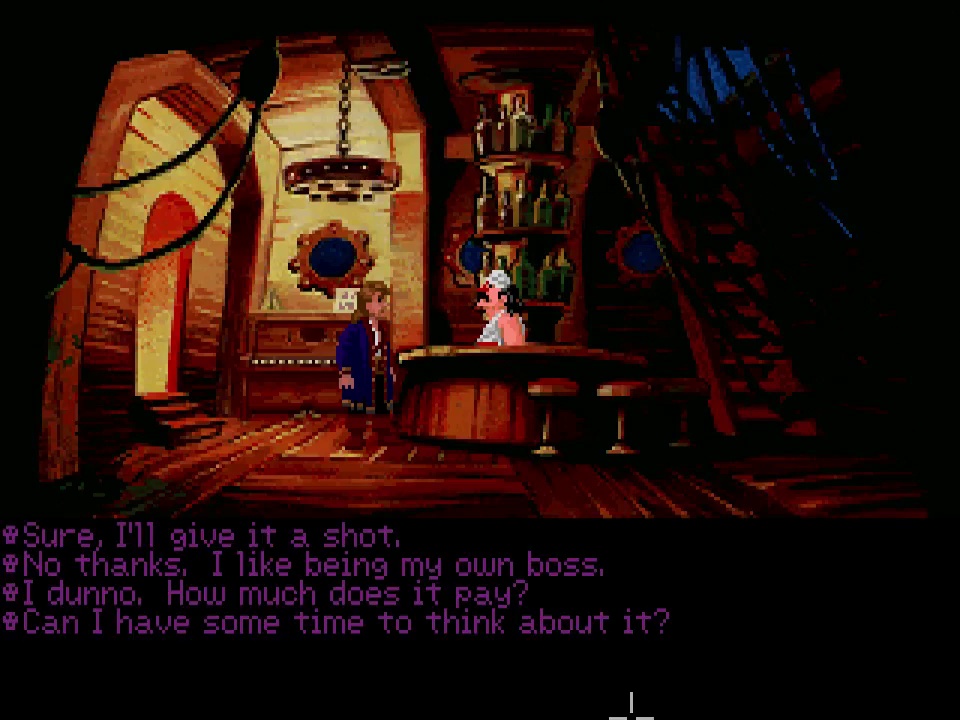 Sure, I'll give it a shot.
No thanks.  I like being my own boss.
I dunno.  How much does it pay?
Can I have some time to think about it?